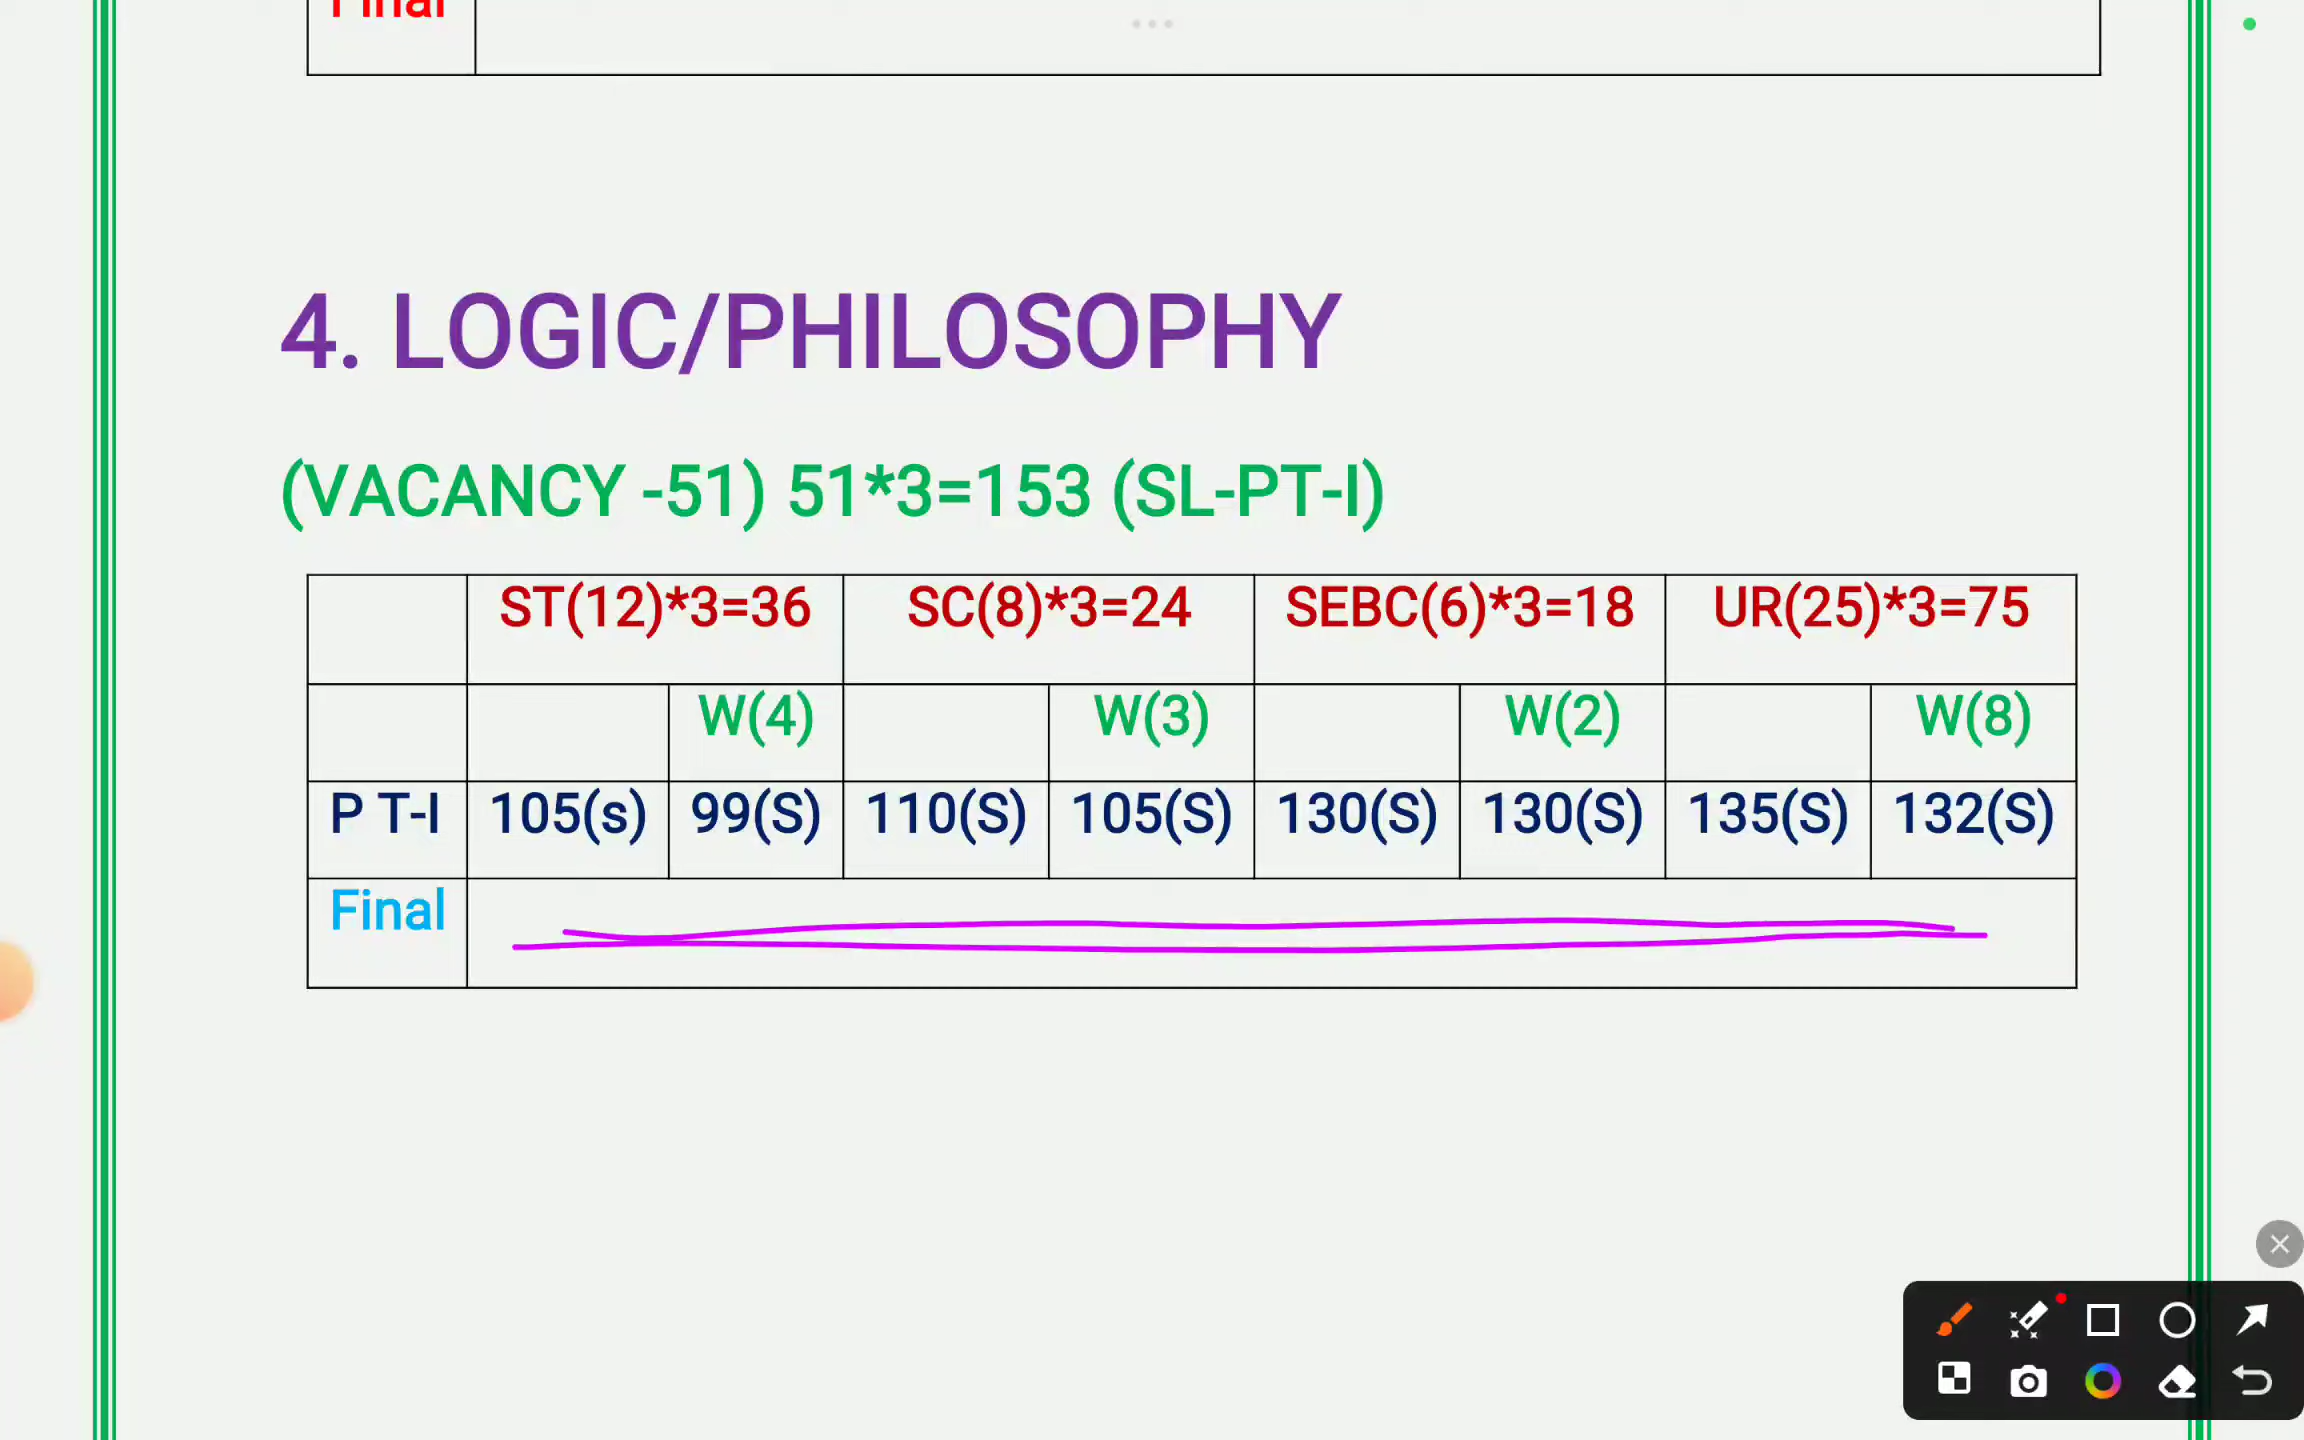 Final
4. LOGIC/PHILOSOPHY
(VACANCY -51) 51*3=153 (SL-PT-I)
ST(12)*3=36 SC(8)*3=24 SEBC(6)*3=18 UR(25)*3=75
W(4) W(3) W(2) W(8)
P T-I 105(s) 99(S) 110(S) 105(S) 130(S) 130(S) 135(S) 132(S)
Final